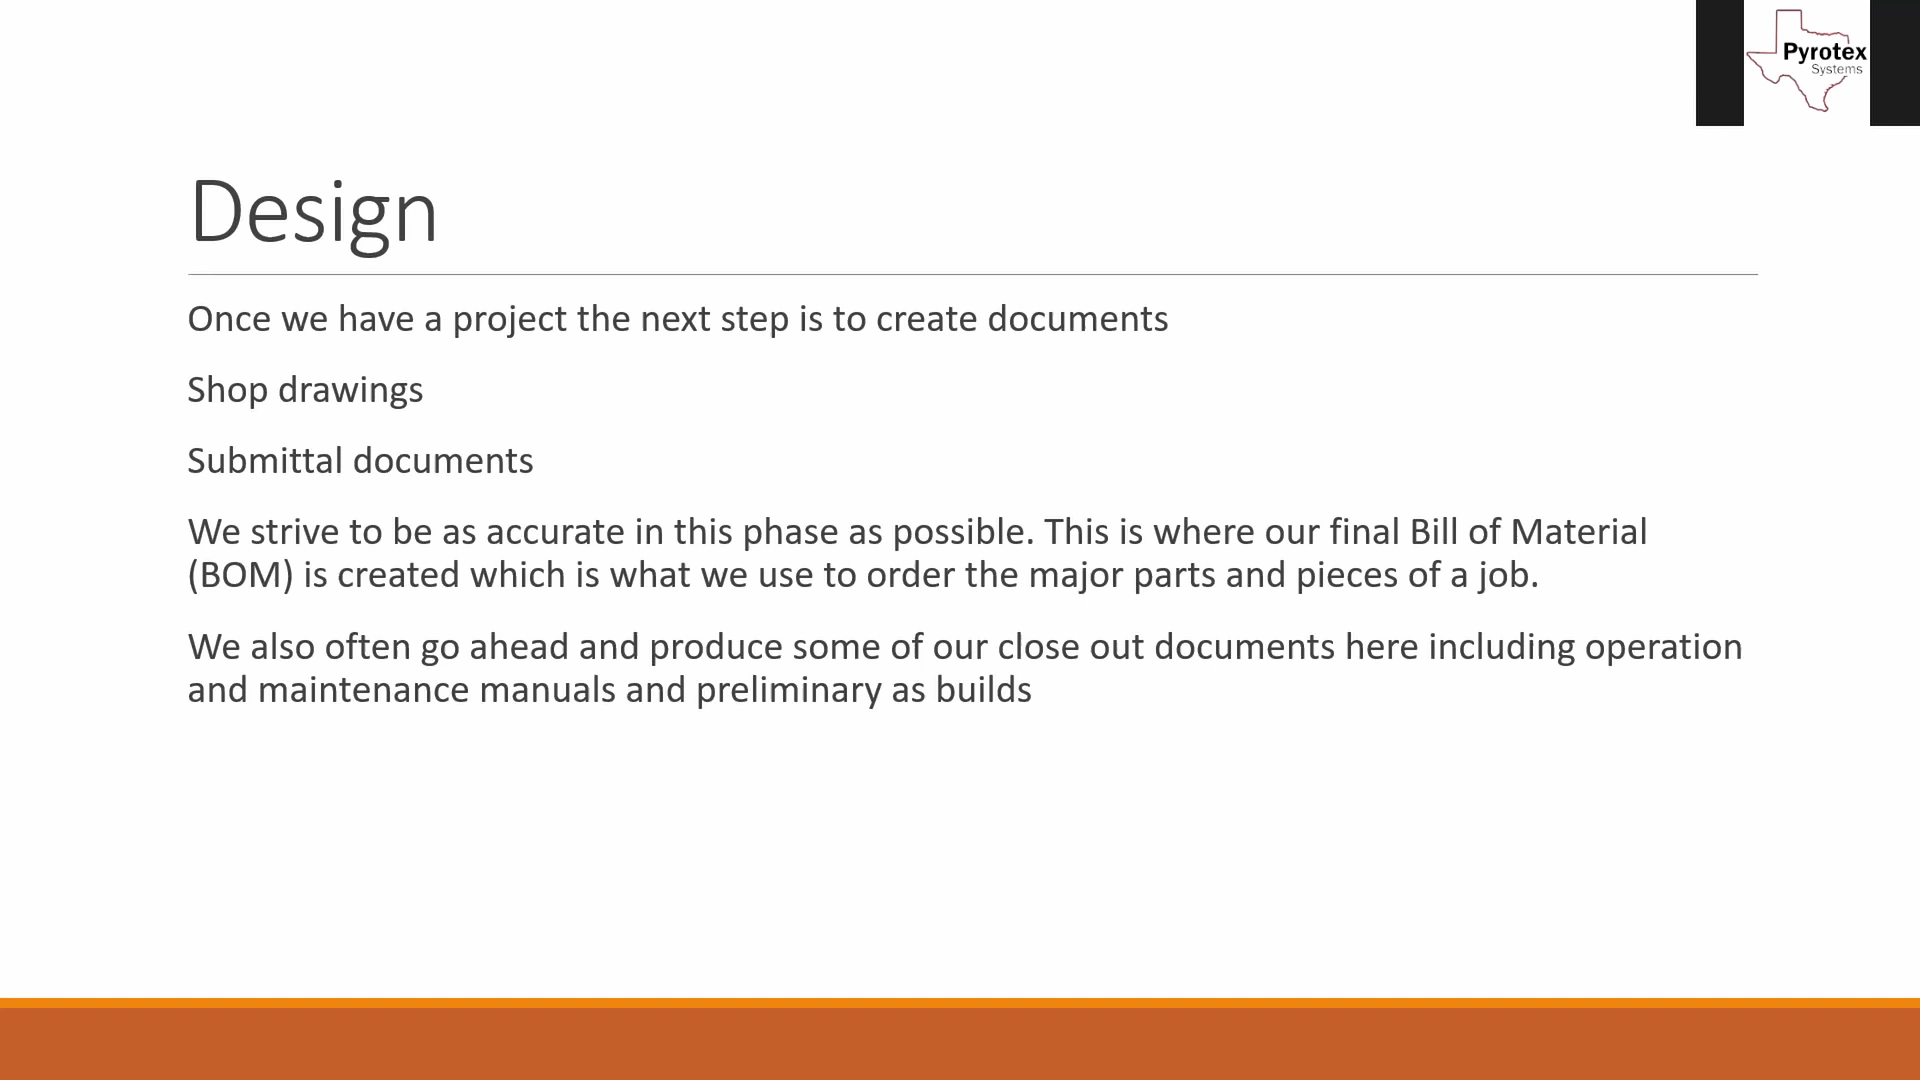 Pyrotex
Systems
Design
Once we have a project the next step is to create documents
Shop drawings
Submittal documents
We strive to be as accurate in this phase as possible. This is where our final Bill of Material
(BOM) is created which is what we use to order the major parts and pieces of a job.
We also often go ahead and produce some of our close out documents here including operation
and maintenance manuals and preliminary as builds